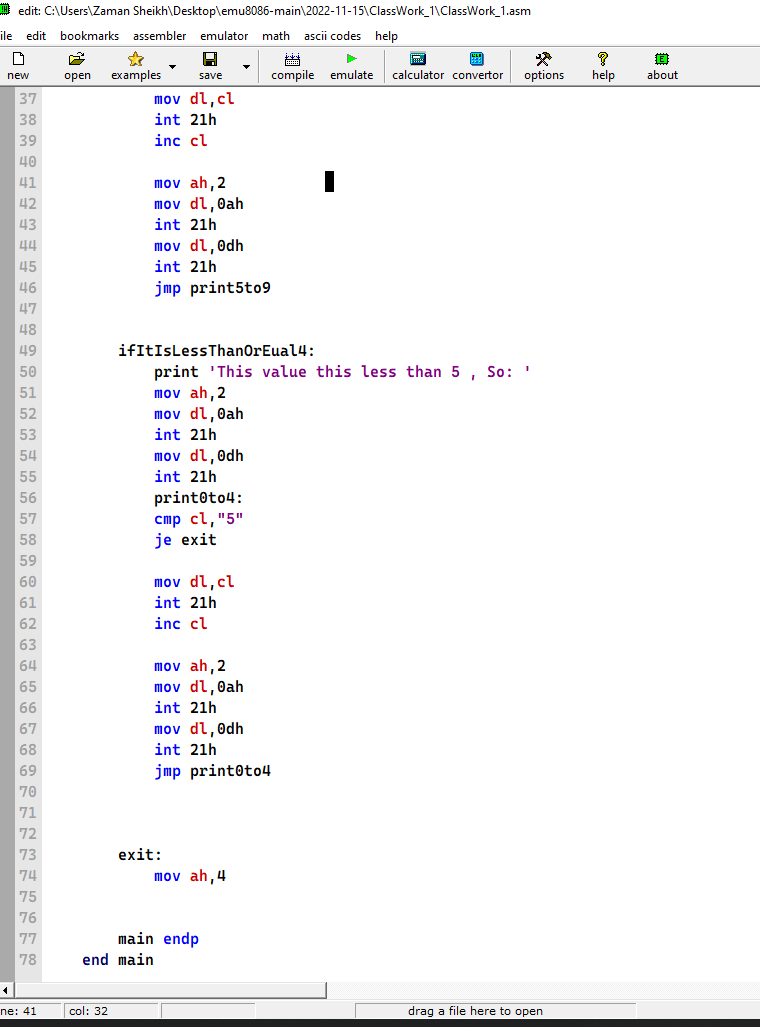 edit: C:\Users\Zaman Sheikh\Desktop\emu8086-main\2022-11-15\ClassWork_1\ClassWork_1.asm
ile edit bookmarks assembler emulator math ascii codes help
new open examples save compile emulate calculator convertor options help about
37 mov dl,cl
38 int 21h
39 inc cl
40
41 mov ah,2
42 mov dl,0ah
43 int 21h
44 mov dl,0dh
45 int 21h
46 jmp print5to9
47
48
49 ifItIsLessThanOrEual4:
50 print 'This value this less than 5 , So: '
51 mov ah,2
52 mov dl,0ah
53 int 21h
54 mov dl,0dh
55 int 21h
56 print0to4:
57 cmp cl,"5"
58 je exit
59
60 mov dl,cl
61 int 21h
62 inc cl
63
64 mov ah,2
65 mov dl,0ah
66 int 21h
67 mov dl,0dh
68 int 21h
69 jmp print0to4
70
71
72
73 exit:
74 mov ah,4
75
76
77 main endp
78 end main
ne: 41 col: 32 drag a file here to open